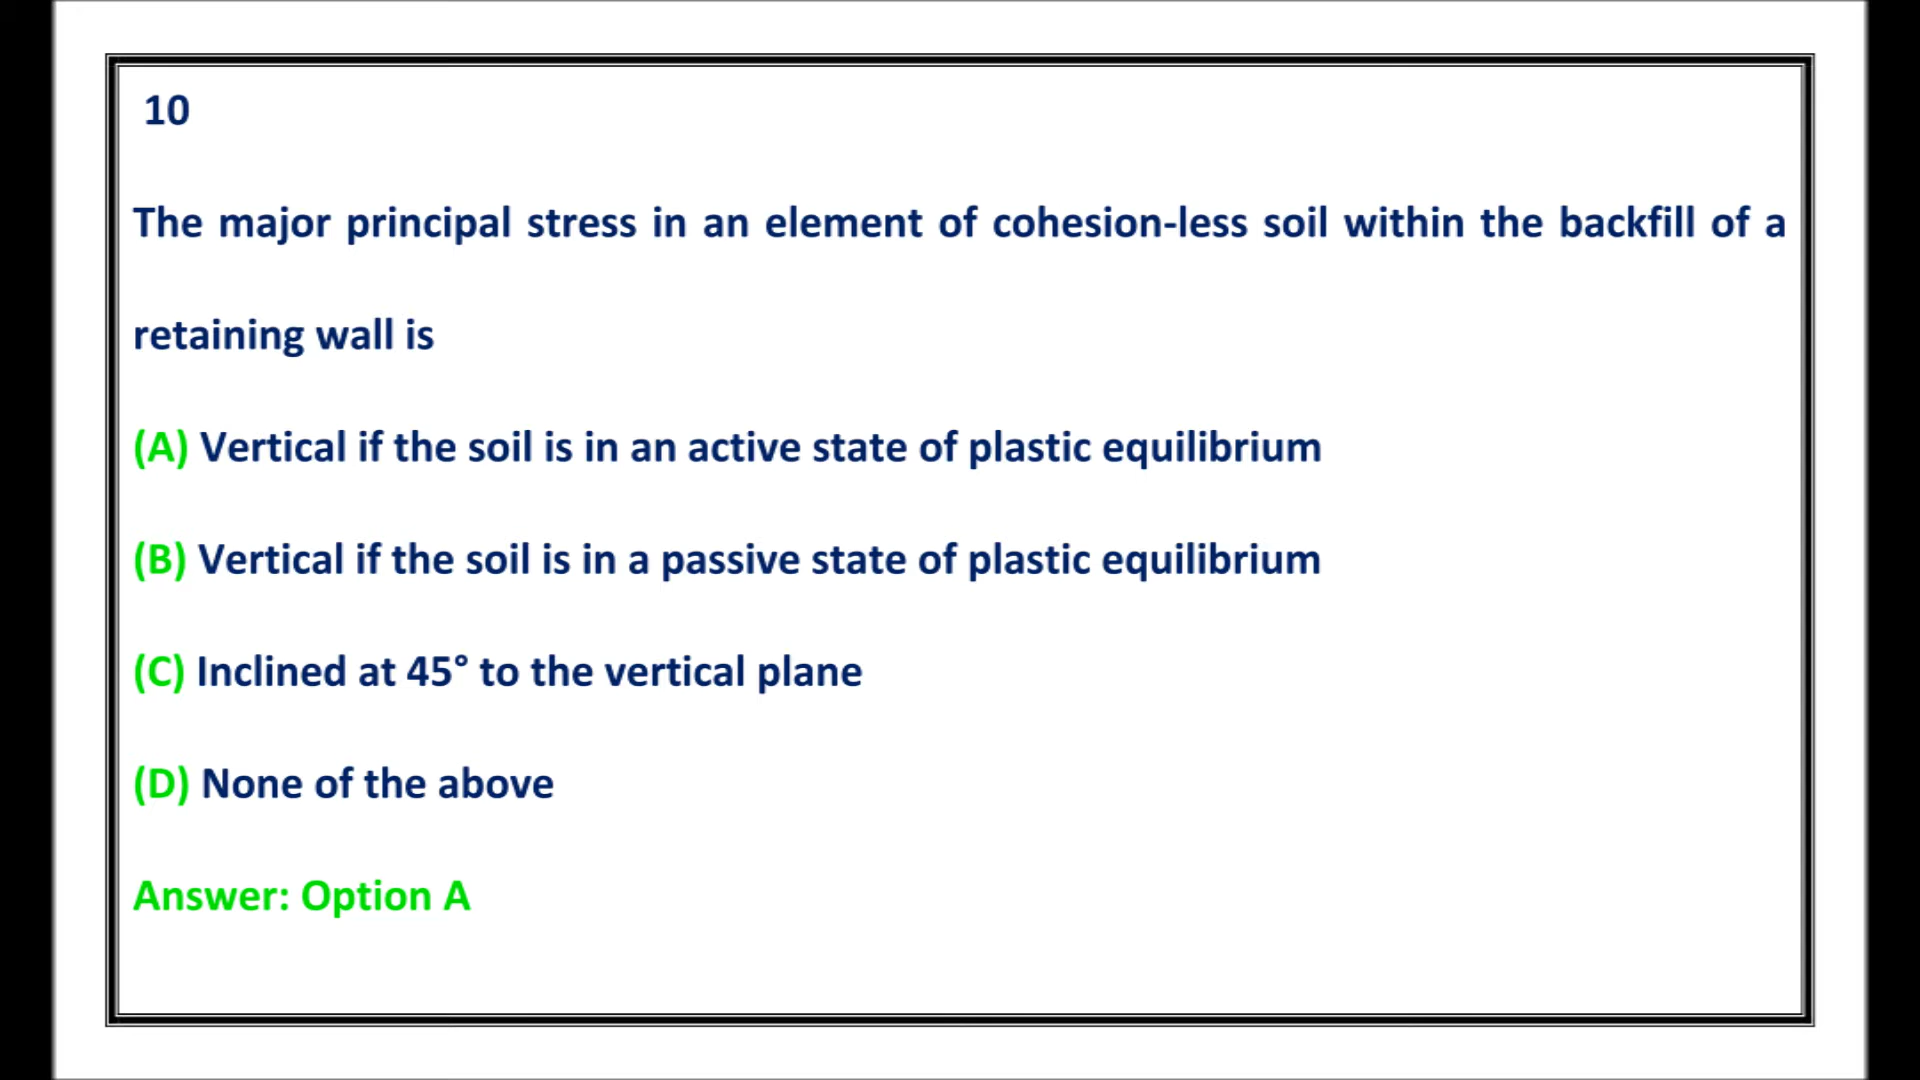 10
The major principal stress in an element of cohesion-less soil within the backfill of a
retaining wall is
(A) Vertical if the soil is in an active state of plastic equilibrium
(B) Vertical if the soil is in a passive state of plastic equilibrium
(C) Inclined at 45° to the vertical plane
(D) None of the above
Answer: Option A